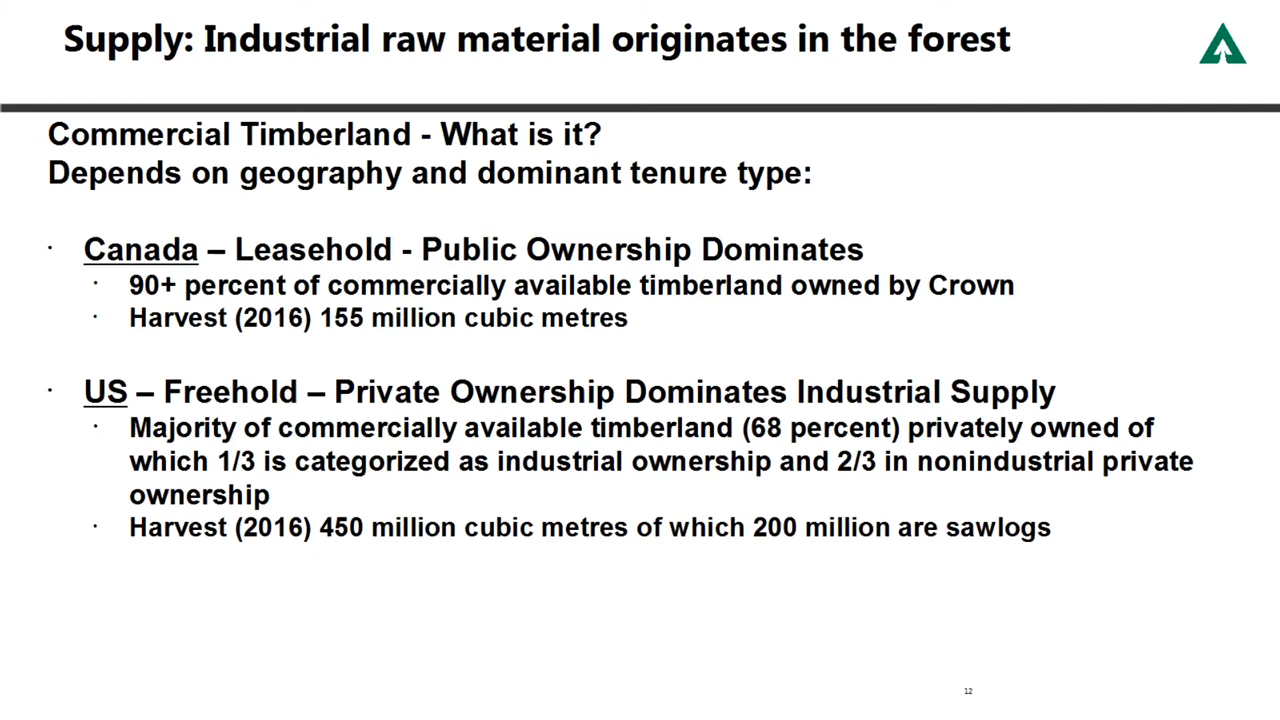 Supply: Industrial raw material originates in the forest
Commercial Timberland - What is it?
Depends on geography and dominant tenure type:
· Canada – Leasehold - Public Ownership Dominates
· 90+ percent of commercially available timberland owned by Crown
· Harvest (2016) 155 million cubic metres
· US – Freehold – Private Ownership Dominates Industrial Supply
· Majority of commercially available timberland (68 percent) privately owned of
which 1/3 is categorized as industrial ownership and 2/3 in nonindustrial private
ownership
· Harvest (2016) 450 million cubic metres of which 200 million are sawlogs
12